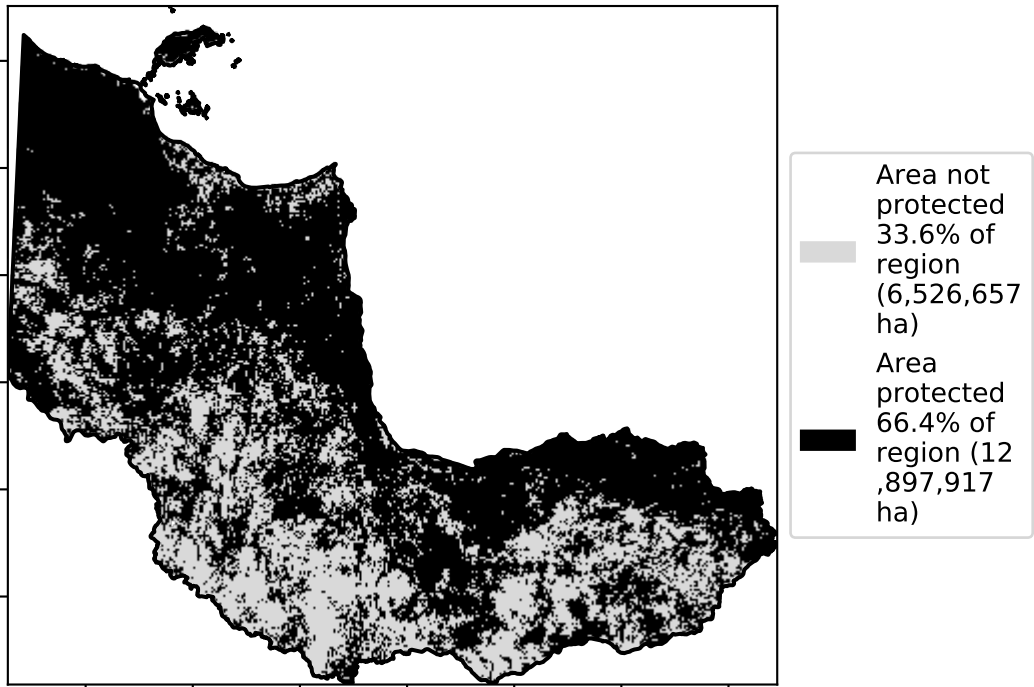 Area not
protected
33.6% of
region
(6,526,657
ha)
Area
protected
66.4% of
region (12
,897,917
ha)